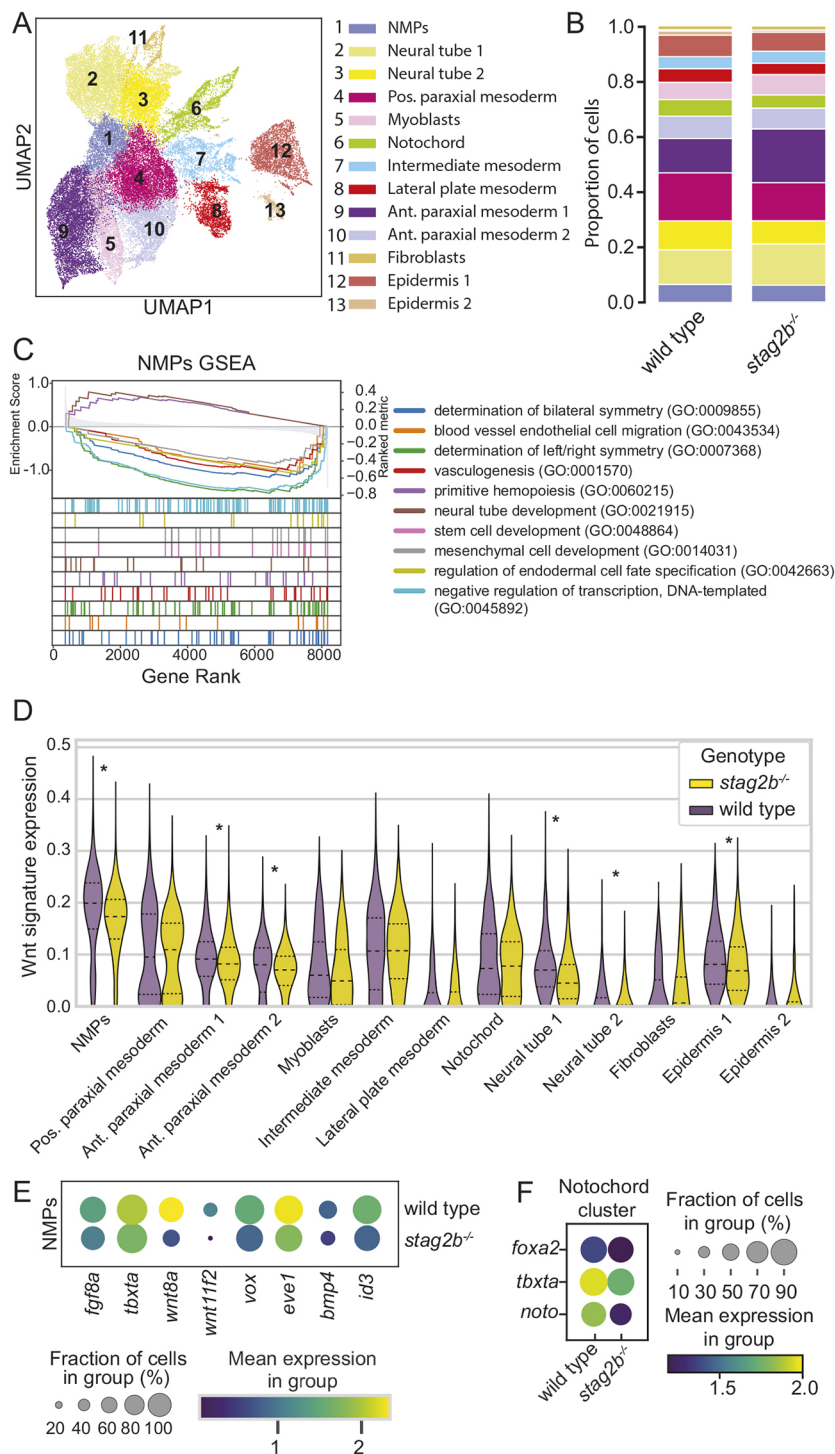 A
UMAP2
UMAP1
11
2
3
6
1
7
12
4
8
13
9
5
10
1 NMPs
2 Neural tube 1
3 Neural tube 2
4 Pos. paraxial mesoderm
5 Myoblasts
6 Notochord
7 Intermediate mesoderm
8 Lateral plate mesoderm
9 Ant. paraxial mesoderm 1
10 Ant. paraxial mesoderm 2
11 Fibroblasts
12 Epidermis 1
13 Epidermis 2
B
Proportion of cells
1.0
0.8
0.6
0.4
0.2
0.0
wild type
stag2b-/-
C
NMPs GSEA
Enrichment Score
1.0
0.0
−1.0
0.4
0.2
0.0
−0.2
−0.4
−0.6
−0.8
Ranked metric
0 2000 4000 6000 8000
Gene Rank
determination of bilateral symmetry (GO:0009855)
blood vessel endothelial cell migration (GO:0043534)
determination of left/right symmetry (GO:0007368)
vasculogenesis (GO:0001570)
primitive hemopoiesis (GO:0060215)
neural tube development (GO:0021915)
stem cell development (GO:0048864)
mesenchymal cell development (GO:0014031)
regulation of endodermal cell fate specification (GO:0042663)
negative regulation of transcription, DNA-templated
(GO:0045892)
D
Wnt signature expression
0.5
0.4
0.3
0.2
0.1
0.0
* * * * * *
Genotype
stag2b-/-
wild type
NMPs
Pos. paraxial mesoderm
Ant. paraxial mesoderm 1
Ant. paraxial mesoderm 2
Myoblasts
Intermediate mesoderm
Lateral plate mesoderm
Notochord
Neural tube 1
Neural tube 2
Fibroblasts
Epidermis 1
Epidermis 2
E
NMPs
wild type
stag2b-/-
fgf8a
tbxta
wnt8a
wnt11f2
vox
eve1
bmp4
id3
Fraction of cells
in group (%)
20 40 60 80 100
Mean expression
in group
1 2
F
Notochord
cluster
foxa2
tbxta
noto
wild type
stag2b-/-
Fraction of cells
in group (%)
10 30 50 70 90
Mean expression
in group
1.5 2.0